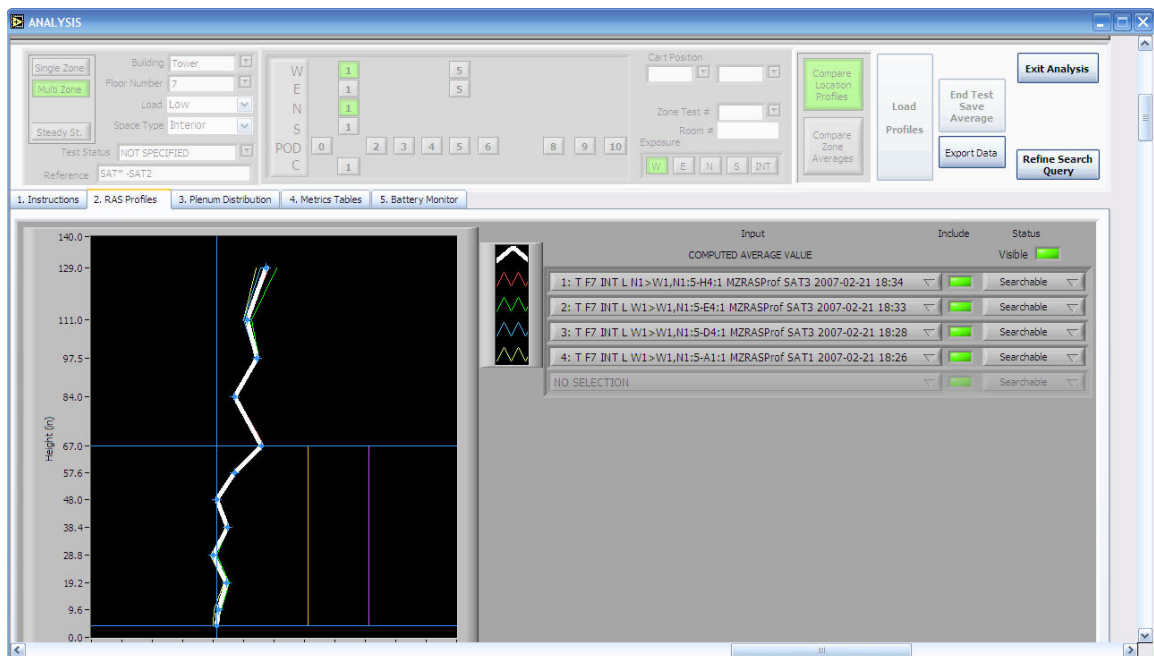 ANALYSIS
Single Zone
Multi Zone
Steady St.
Building Tower
Floor Number 7
Load Low
Space Type Interior
Test Status NOT SPECIFIED
Reference SAT* -SAT2
W 1 5
E 1 5
N 1
S 1
POD 0 2 3 4 5 6 8 9 10
C 1
Cart Position
Zone Test #
Room #
Exposure
W E N S INT
Compare Location Profiles
Compare Zone Averages
Load Profiles
End Test Save Average
Export Data
Exit Analysis
Refine Search Query
1. Instructions 2. RAS Profiles 3. Plenum Distribution 4. Metrics Tables 5. Battery Monitor
140.0
129.0
111.0
97.5
84.0
67.0
57.6
48.0
38.4
28.8
19.2
9.6
0.0
Height (in)
Input Include Status
COMPUTED AVERAGE VALUE Visible
1: T F7 INT L N1>W1,N1:5-H4:1 MZRASProf SAT3 2007-02-21 18:34 Searchable
2: T F7 INT L W1>W1,N1:5-E4:1 MZRASProf SAT3 2007-02-21 18:33 Searchable
3: T F7 INT L W1>W1,N1:5-D4:1 MZRASProf SAT3 2007-02-21 18:28 Searchable
4: T F7 INT L W1>W1,N1:5-A1:1 MZRASProf SAT1 2007-02-21 18:26 Searchable
NO SELECTION Searchable